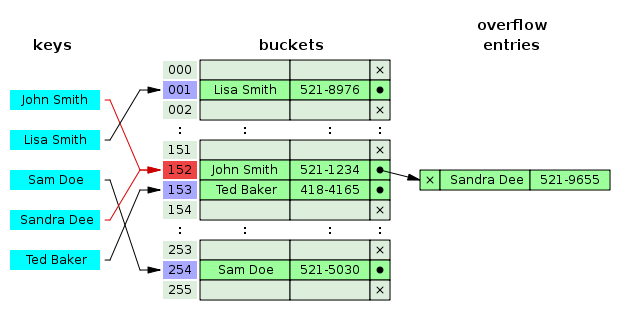 keys
buckets
overflow
entries
John Smith
Lisa Smith
Sam Doe
Sandra Dee
Ted Baker
000 ×
001 Lisa Smith 521-8976 •
002 ×
: : : :
151 ×
152 John Smith 521-1234 •
153 Ted Baker 418-4165 •
154 ×
: : : :
253 ×
254 Sam Doe 521-5030 •
255 ×
× Sandra Dee 521-9655